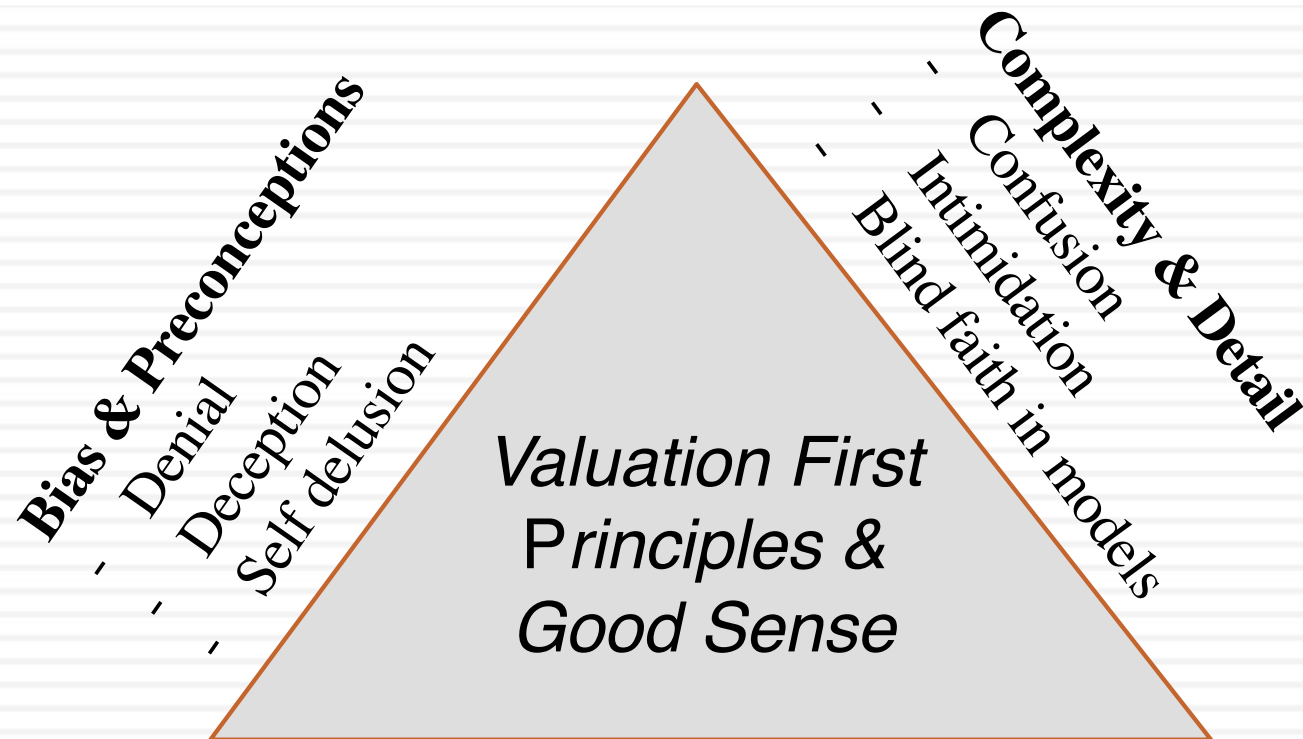 Bias & Preconceptions
- Denial
- Deception
- Self delusion
Complexity & Detail
- Confusion
- Intimidation
- Blind faith in models
Valuation First
Principles &
Good Sense